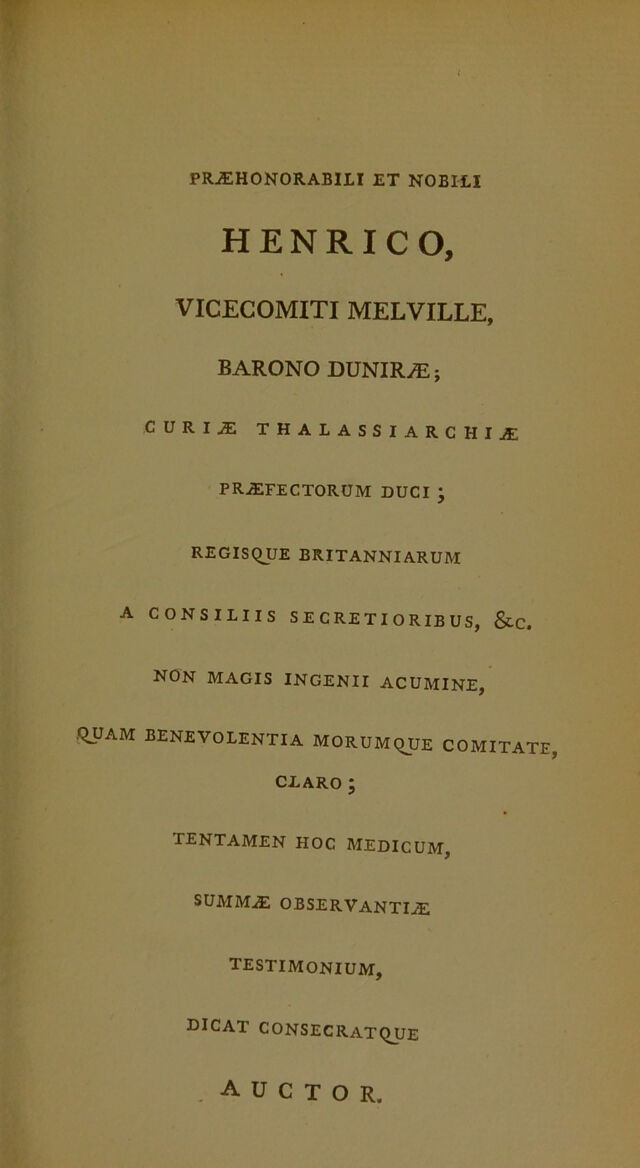 PRÆHONORABILI ET NOBILI
HENRICO,
VICECOMITI MELVILLE,
BARONO DUNIRÆ;
CURIÆ THALASSIARCHIÆ
PRÆFECTORUM DUCI;
REGISQUE BRITANNIARUM
A CONSILIIS SECRETIORIBUS, &c.
NON MAGIS INGENII ACUMINE,
QUAM BENEVOLENTIA MORUMQUE COMITATE,
CLARO;
TENTAMEN HOC MEDICUM,
SUMMÆ OBSERVANTIÆ
TESTIMONIUM,
DICAT CONSECRATQUE
AUCTOR.